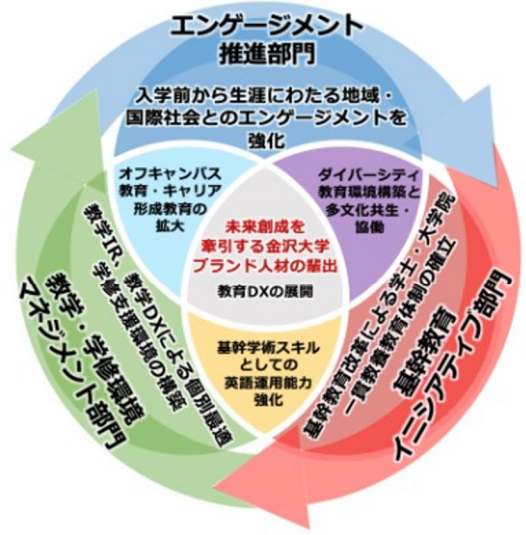 エンゲージメント
推進部門
入学前から生涯にわたる地域・
国際社会とのエンゲージメントを
強化
オフキャンパス
教育・キャリア
形成教育の
拡大
ダイバーシティ
教育環境構築と
多文化共生・
協働
未来創成を
牽引する金沢大学
ブランド人材の輩出
教育DXの展開
基幹学術スキル
としての
英語運用能力
強化
教学IR、教学DXによる個別最適
学修支援環境の構築
教学・学修環境
マネジメント部門
基幹教育改革による学士・大学院
一貫教養教育体制の確立
基幹教育
イニシアティブ部門